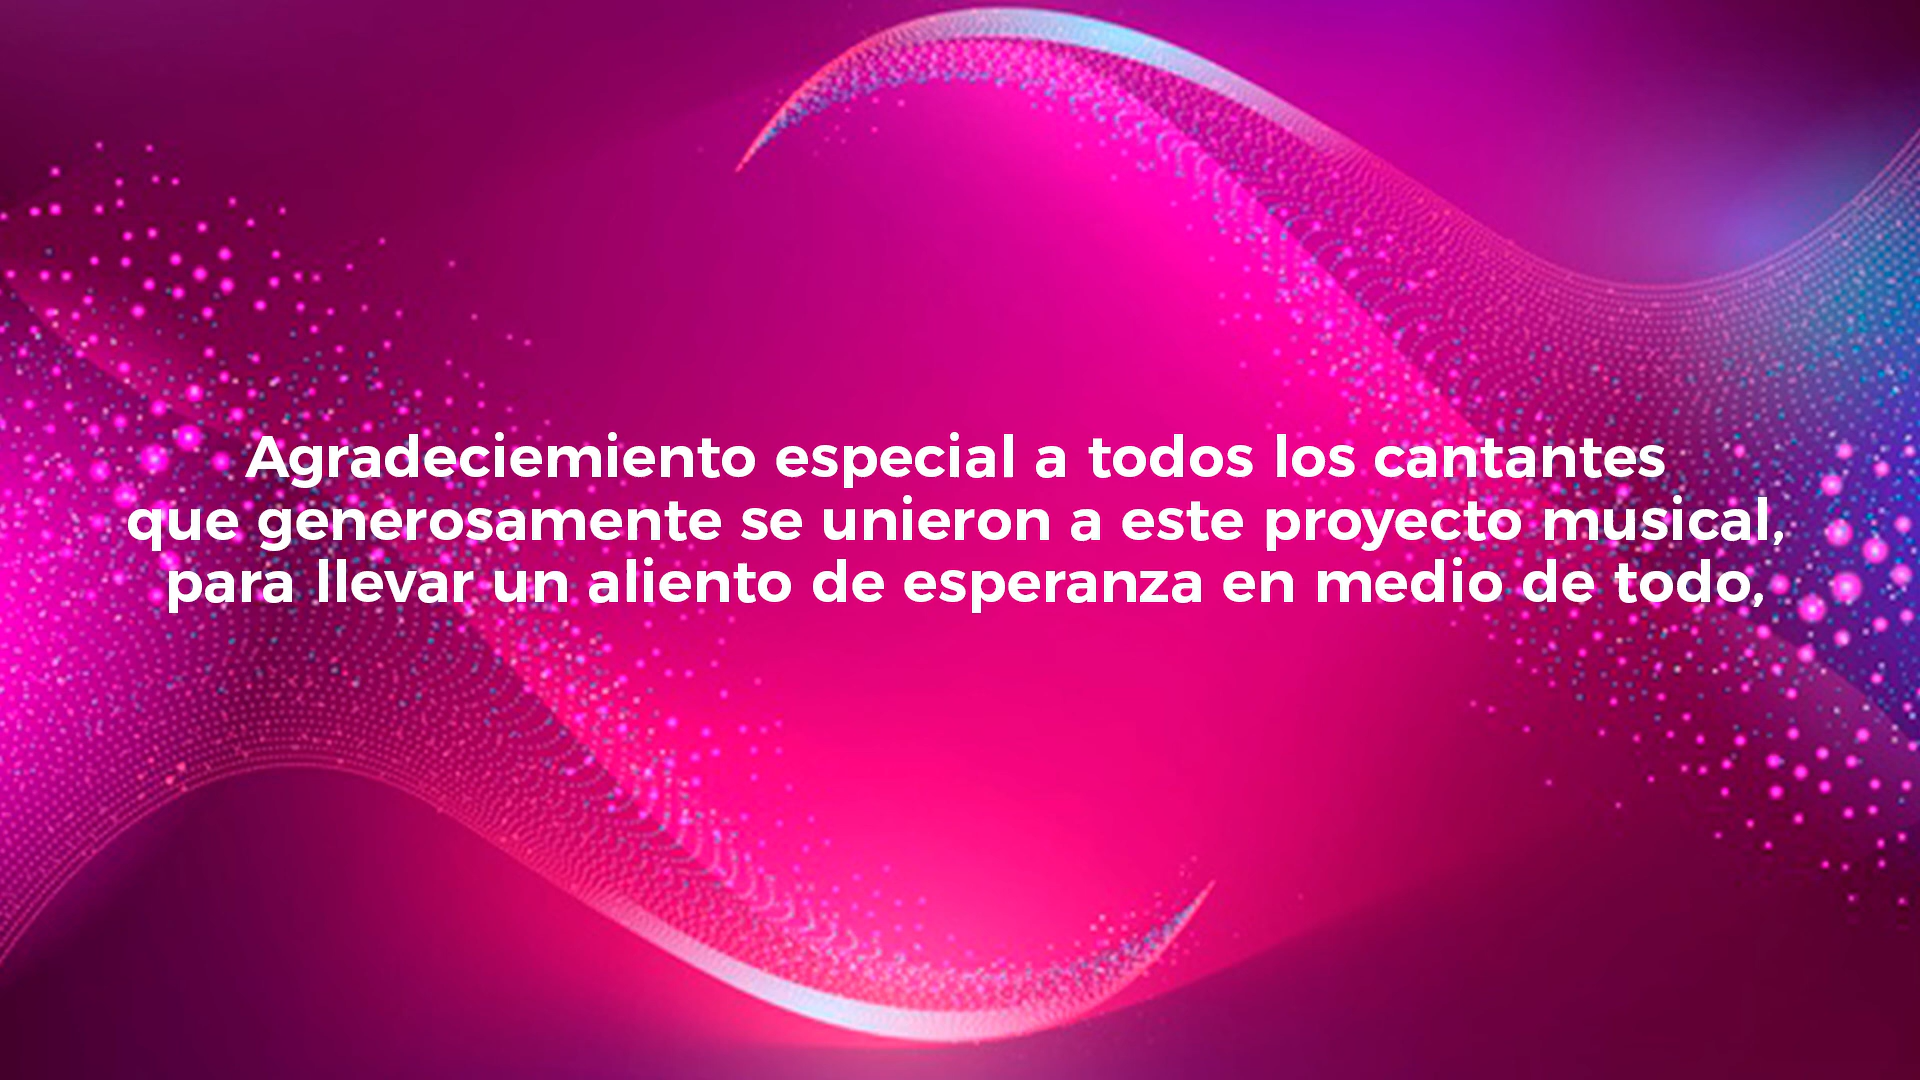 Agradeciemiento especial a todos los cantantes
que generosamente se unieron a este proyecto musical,
para llevar un aliento de esperanza en medio de todo,